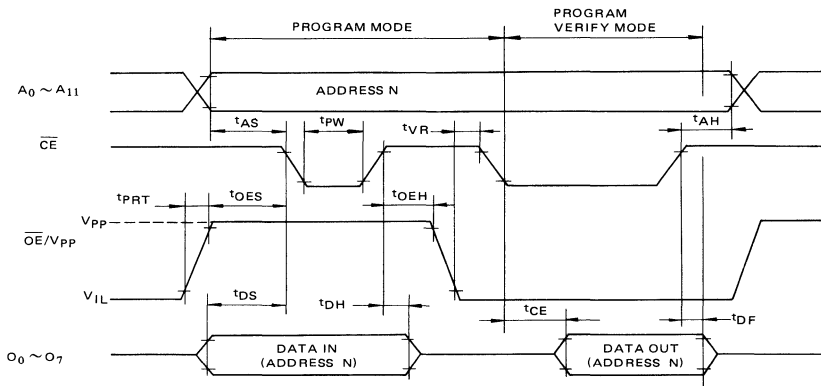 PROGRAM MODE
PROGRAM
VERIFY MODE
A0 ~ A11
ADDRESS N
tAS
tPW
tVR
tAH
CE
tPRT
tOES
tOEH
VPP
OE/VPP
VIL
tDS
tDH
tCE
tDF
O0 ~ O7
DATA IN
(ADDRESS N)
DATA OUT
(ADDRESS N)